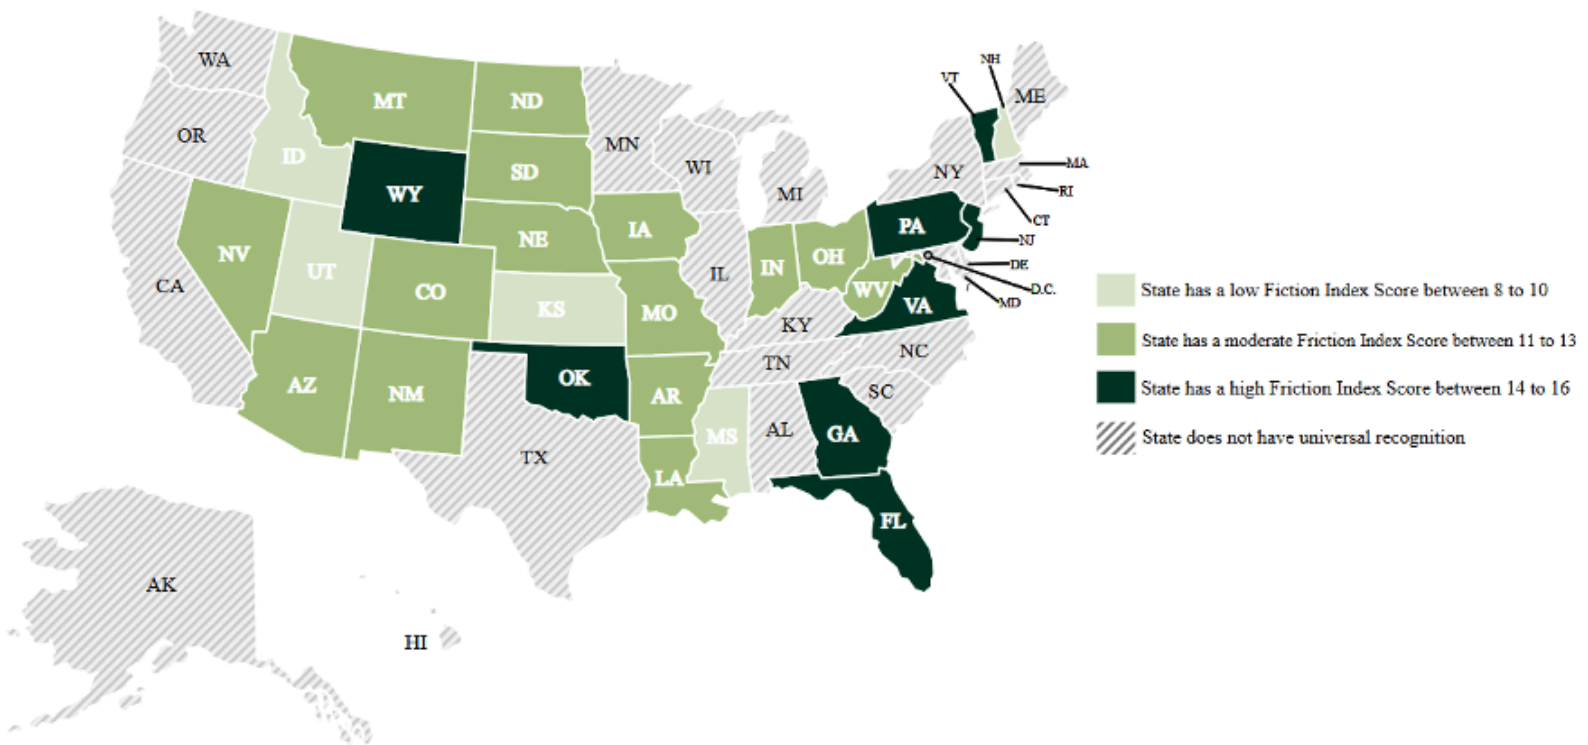 NH
VT
WA
ME
MT
ND
OR
MN
ID
WI
MA
SD
NY
MI
WY
RI
CT
PA
IA
NE
NJ
NV
OH
IN
DE
UT
IL
CA
CO
WV
D.C.
State has a low Fiction Index Score between 8 to 10
MD
VA
KS
MO
KY
State has a moderate Friction Index Score between 11 to 13
NC
TN
OK
AZ
State has a high Friction Index Score between 14 to 16
SC
NM
AR
AL
GA
MS
State does not have universal recognition
TX
LA
FL
AK
HI